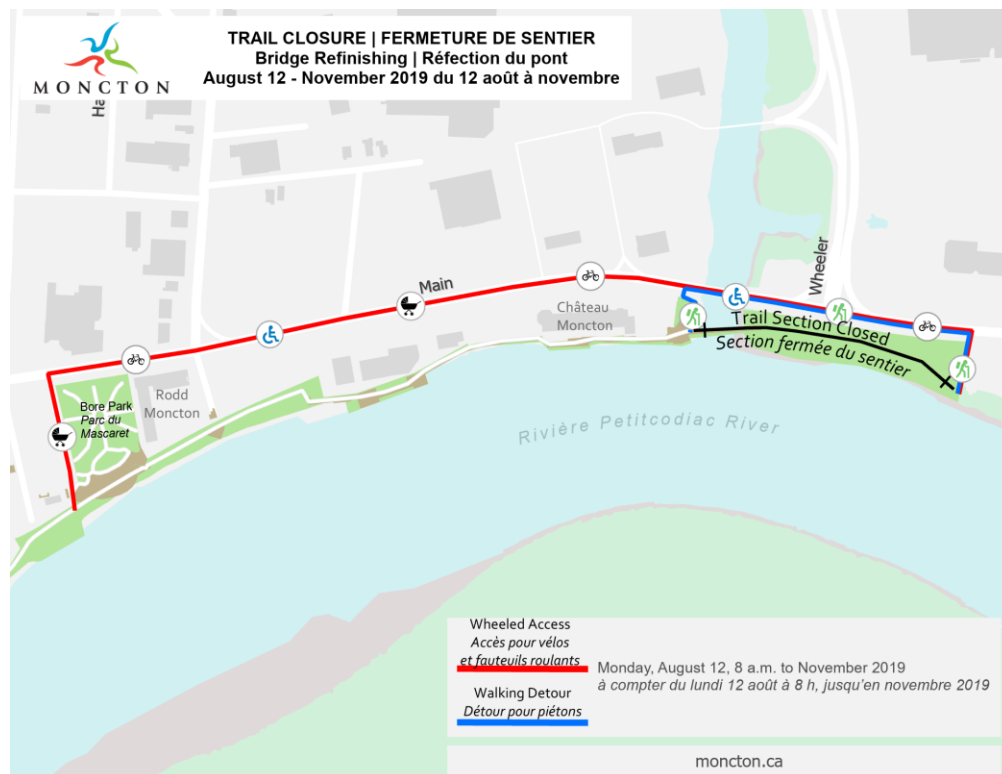 TRAIL CLOSURE | FERMETURE DE SENTIER
Bridge Refinishing | Réfection du pont
August 12 - November 2019 du 12 août à novembre
MONCTON
Ha
Wheeler
Main
Château
Moncton
Trail Section Closed
Section fermée du sentier
Rodd
Moncton
Bore Park
Parc du
Mascaret
Rivière Petitcodiac River
Wheeled Access
Accès pour vélos
et fauteuils roulants
Monday, August 12, 8 a.m. to November 2019
à compter du lundi 12 août à 8 h, jusqu'en novembre 2019
Walking Detour
Détour pour piétons
moncton.ca